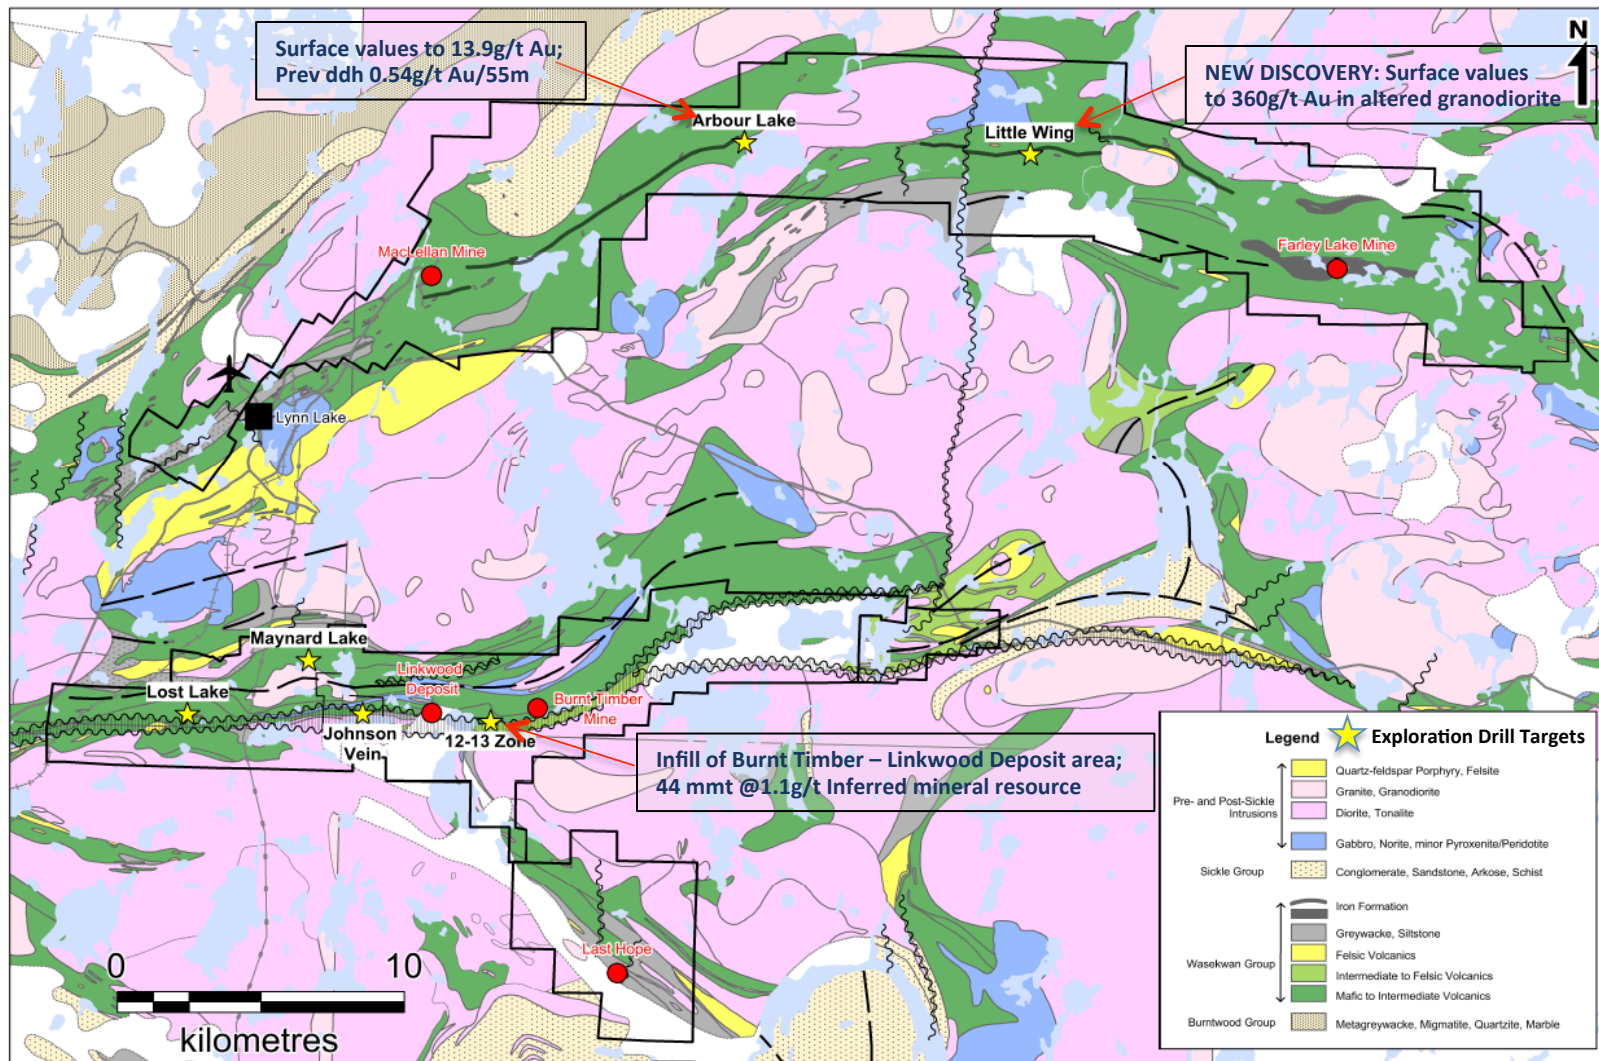 Surface values to 13.9g/t Au;
Prev ddh 0.54g/t Au/55m
N
NEW DISCOVERY: Surface values
to 360g/t Au in altered granodiorite
Arbour Lake
Little Wing
MacLellan Mine
Farley Lake Mine
Lynn Lake
Maynard Lake
Linkwood
Deposit
Lost Lake
Burnt Timber
Mine
Johnson
Vein
12-13 Zone
Infill of Burnt Timber – Linkwood Deposit area;
44 mmt @1.1g/t Inferred mineral resource
Last Hope
0 10
kilometres
Legend Exploration Drill Targets
Pre- and Post-Sickle
Intrusions
Quartz-feldspar Porphyry, Felsite
Granite, Granodiorite
Diorite, Tonalite
Gabbro, Norite, minor Pyroxenite/Peridotite
Sickle Group
Conglomerate, Sandstone, Arkose, Schist
Wasekwan Group
Iron Formation
Greywacke, Siltstone
Felsic Volcanics
Intermediate to Felsic Volcanics
Mafic to Intermediate Volcanics
Burntwood Group
Metagreywacke, Migmatite, Quartzite, Marble